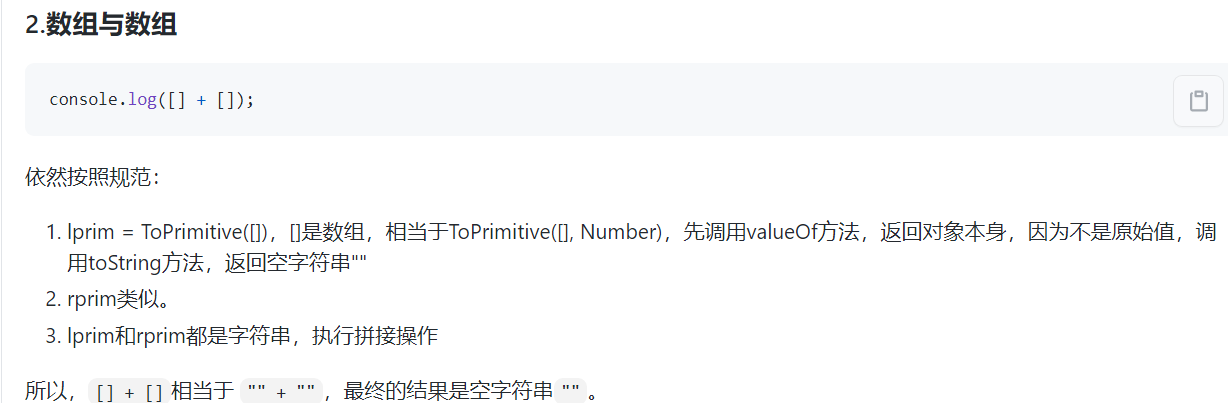 2.数组与数组
console.log([] + []);
依然按照规范：
1. lprim = ToPrimitive([])，[]是数组，相当于ToPrimitive([], Number)，先调用valueOf方法，返回对象本身，因为不是原始值，调
用toString方法，返回空字符串""
2. rprim类似。
3. lprim和rprim都是字符串，执行拼接操作
所以，[] + []相当于 "" + ""，最终的结果是空字符串""。